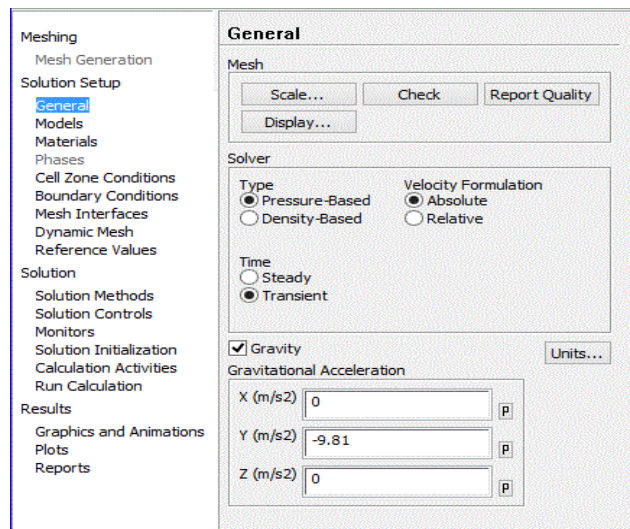 Meshing
Mesh Generation
Solution Setup
General
Models
Materials
Phases
Cell Zone Conditions
Boundary Conditions
Mesh Interfaces
Dynamic Mesh
Reference Values
Solution
Solution Methods
Solution Controls
Monitors
Solution Initialization
Calculation Activities
Run Calculation
Results
Graphics and Animations
Plots
Reports
General
Mesh
Scale... Check Report Quality
Display...
Solver
Type Velocity Formulation
Pressure-Based Absolute
Density-Based Relative
Time
Steady
Transient
Gravity Units...
Gravitational Acceleration
X (m/s2) 0 P
Y (m/s2) -9.81 P
Z (m/s2) 0 P